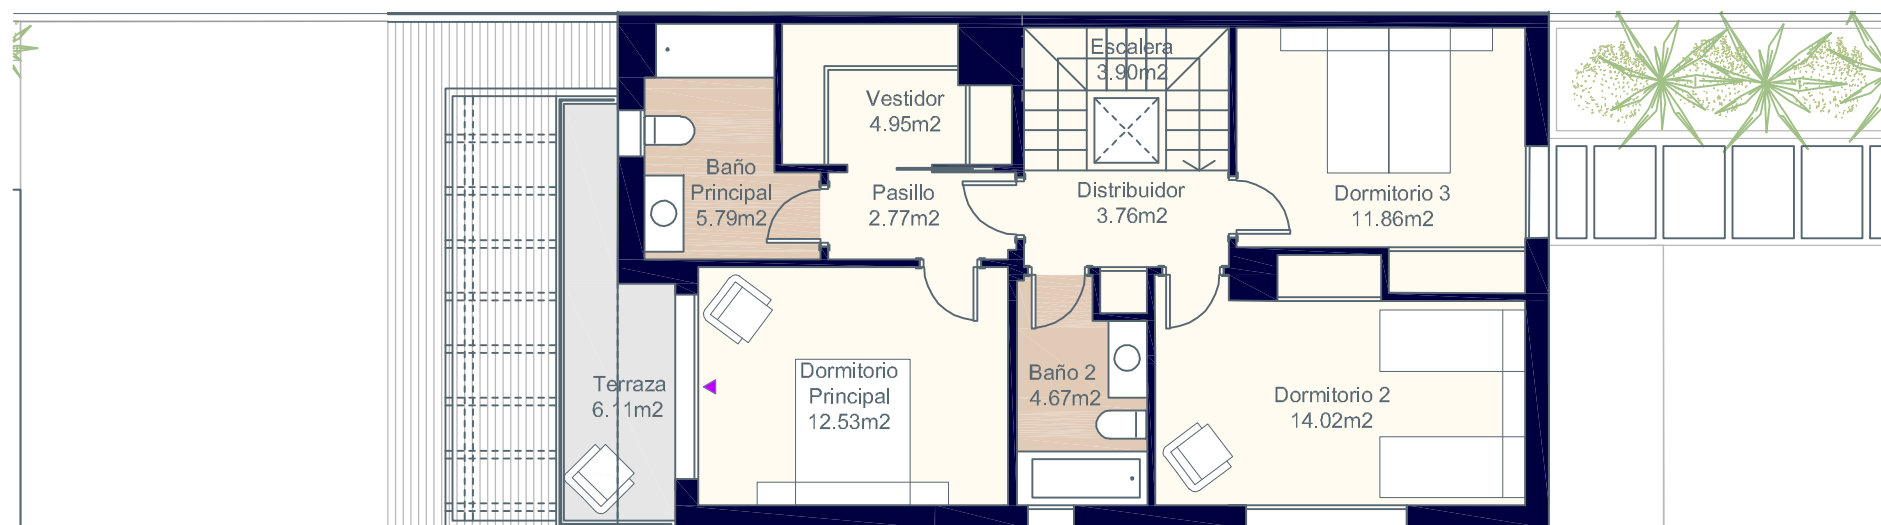 Escalera
3.90m2
Vestidor
4.95m2
Baño
Principal
5.79m2
Pasillo
2.77m2
Distribuidor
3.76m2
Dormitorio 3
11.86m2
Terraza
6.11m2
Dormitorio
Principal
12.53m2
Baño 2
4.67m2
Dormitorio 2
14.02m2